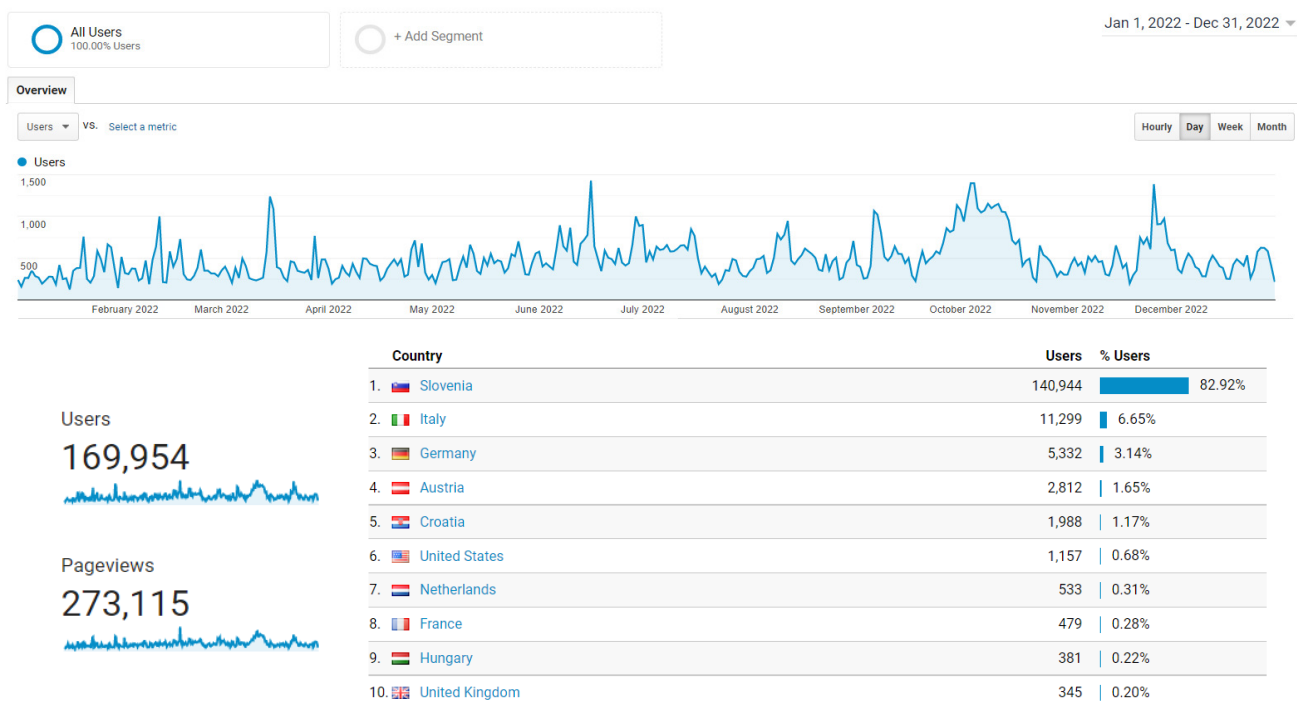 All Users
100.00% Users
+ Add Segment
Jan 1, 2022 - Dec 31, 2022
Overview
Users VS. Select a metric
Hourly Day Week Month
Users
1,500
1,000
500
February 2022 March 2022 April 2022 May 2022 June 2022 July 2022 August 2022 September 2022 October 2022 November 2022 December 2022
Users
169,954
Pageviews
273,115
Country Users % Users
1. Slovenia 140,944 82.92%
2. Italy 11,299 6.65%
3. Germany 5,332 3.14%
4. Austria 2,812 1.65%
5. Croatia 1,988 1.17%
6. United States 1,157 0.68%
7. Netherlands 533 0.31%
8. France 479 0.28%
9. Hungary 381 0.22%
10. United Kingdom 345 0.20%